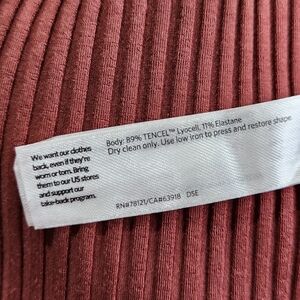 We want our clothes
back, even if they're
worn or torn. Bring
them to our US stores
and support our
take-back program.
Body: 89% TENCEL™ Lyocell, 11% Elastane
Dry clean only. Use low iron to press and restore shape.
RN#78121/CA#63918 DSE